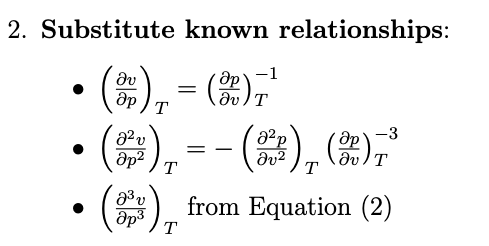 2. Substitute known relationships:
• (∂v/∂p)_T = (∂p/∂v)_T^{-1}
• (∂²v/∂p²)_T = −(∂²p/∂v²)_T (∂p/∂v)_T^{-3}
• (∂³v/∂p³)_T from Equation (2)